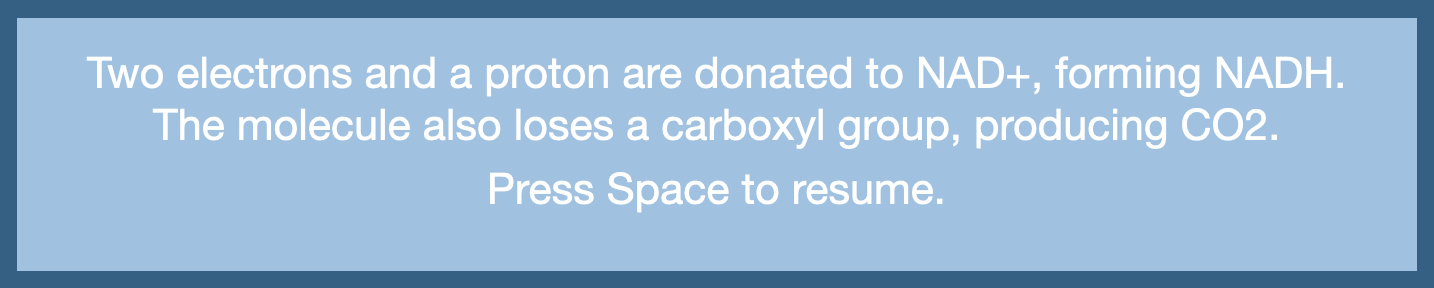 Two electrons and a proton are donated to NAD+, forming NADH.
The molecule also loses a carboxyl group, producing CO2.
Press Space to resume.